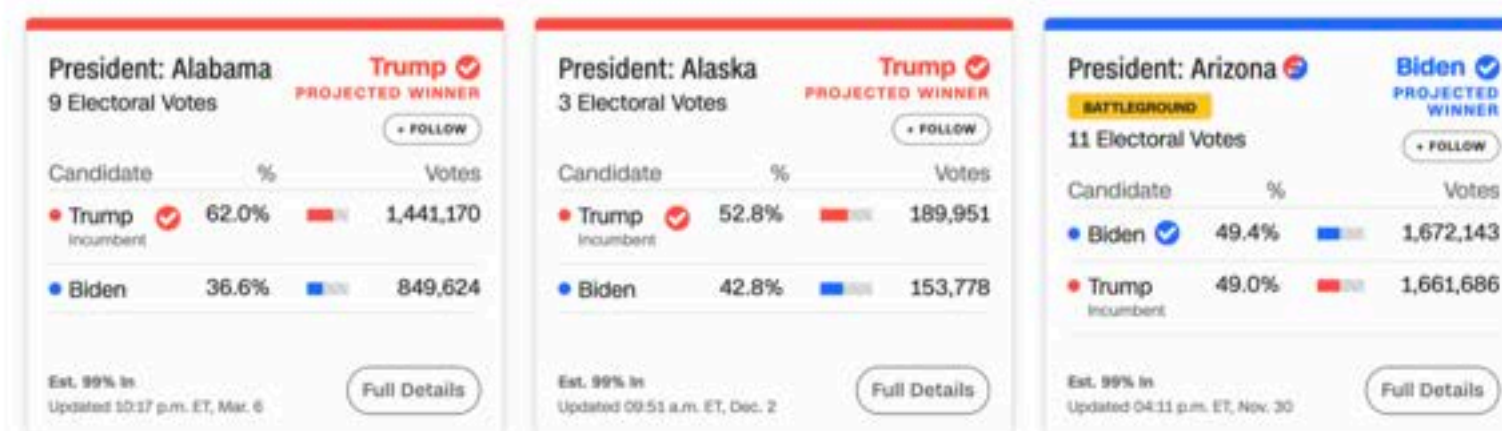 President: Alabama
Trump
9 Electoral Votes
PROJECTED WINNER
+ FOLLOW
Candidate % Votes
Trump 62.0% 1,441,170
Incumbent
Biden 36.6% 849,624
Est. 99% In
Full Details
Updated 10:17 p.m. ET, Mar. 6
President: Alaska
Trump
3 Electoral Votes
PROJECTED WINNER
+ FOLLOW
Candidate % Votes
Trump 52.8% 189,951
Incumbent
Biden 42.8% 153,778
Est. 99% In
Full Details
Updated 09:51 a.m. ET, Dec. 2
President: Arizona
Biden
PROJECTED
WINNER
BATTLEGROUND
11 Electoral Votes
+ FOLLOW
Candidate % Votes
Biden 49.4% 1,672,143
Trump 49.0% 1,661,686
Incumbent
Est. 99% In
Full Details
Updated 04:11 p.m. ET, Nov. 30